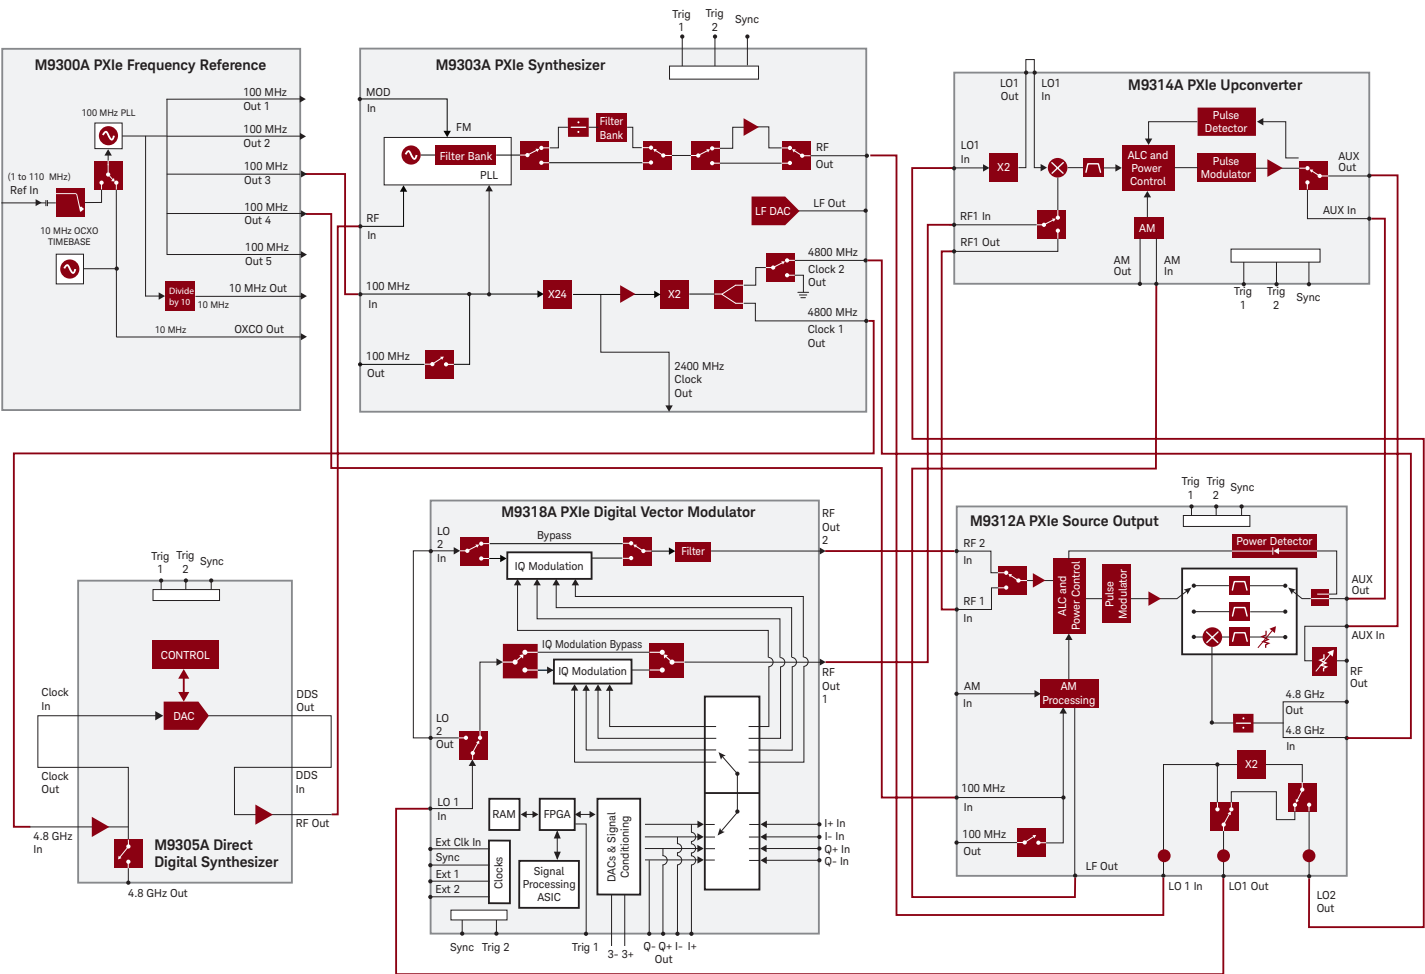 M9300A PXIe Frequency Reference
100 MHz PLL
(1 to 110 MHz)
Ref In
10 MHz OCXO
TIMEBASE
Divide
by 10
10 MHz
10 MHz
100 MHz
Out 1
100 MHz
Out 2
100 MHz
Out 3
100 MHz
Out 4
100 MHz
Out 5
10 MHz Out
OXCO Out
Trig
1
Trig
2
Sync
M9303A PXIe Synthesizer
MOD
In
FM
Filter Bank
PLL
Filter
Bank
RF
Out
RF
In
LF DAC
LF Out
100 MHz
In
X24
X2
4800 MHz
Clock 2
Out
4800 MHz
Clock 1
Out
100 MHz
Out
2400 MHz
Clock
Out
M9314A PXIe Upconverter
LO1
Out
LO1
In
LO1
In
X2
Pulse
Detector
ALC and
Power
Control
Pulse
Modulator
AUX
Out
AUX In
RF1 In
RF1 Out
AM
AM
Out
AM
In
Trig
1
Trig
2
Sync
Trig
1
Trig
2
Sync
CONTROL
Clock
In
DAC
DDS
Out
Clock
Out
DDS
In
RF Out
4.8 GHz
In
M9305A Direct
Digital Synthesizer
4.8 GHz Out
M9318A PXIe Digital Vector Modulator
LO
2
In
Bypass
IQ Modulation
Filter
RF
Out
2
IQ Modulation Bypass
IQ Modulation
RF
Out
1
LO
2
Out
LO 1
In
RAM
FPGA
DACs & Signal
Conditioning
Ext Clk In
Sync
Ext 1
Ext 2
Clocks
Signal
Processing
ASIC
I+ In
I- In
Q+ In
Q- In
Sync
Trig 2
Trig 1
3-
3+
Q-
Q+
I-
I+
Out
Trig
1
Trig
2
Sync
M9312A PXIe Source Output
RF 2
In
RF 1
In
ALC and
Power Control
Pulse
Modulator
Power Detector
AUX
Out
AUX In
RF
Out
AM
In
AM
Processing
4.8 GHz
Out
4.8 GHz
In
100 MHz
In
100 MHz
Out
X2
LF Out
LO 1 In
LO1 Out
LO2
Out